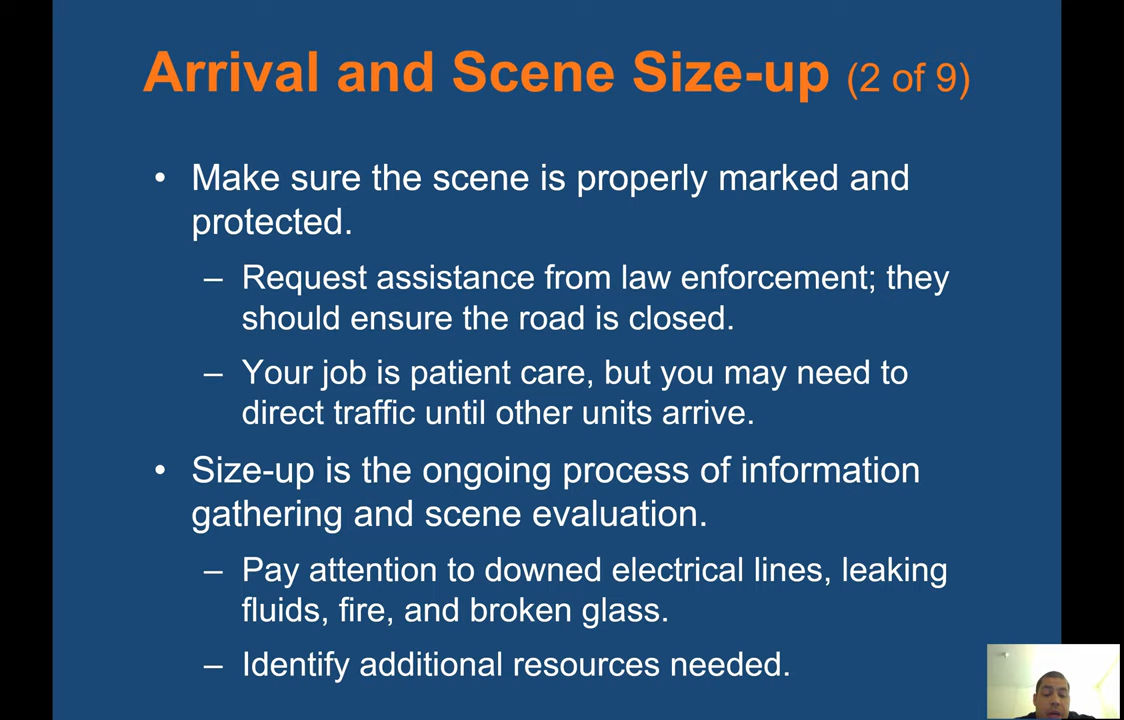 Arrival and Scene Size-up (2 of 9)
• Make sure the scene is properly marked and
protected.
– Request assistance from law enforcement; they
should ensure the road is closed.
– Your job is patient care, but you may need to
direct traffic until other units arrive.
• Size-up is the ongoing process of information
gathering and scene evaluation.
– Pay attention to downed electrical lines, leaking
fluids, fire, and broken glass.
– Identify additional resources needed.